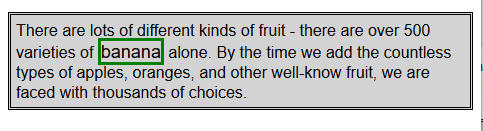 There are lots of different kinds of fruit - there are over 500
varieties of banana alone. By the time we add the countless
types of apples, oranges, and other well-know fruit, we are
faced with thousands of choices.